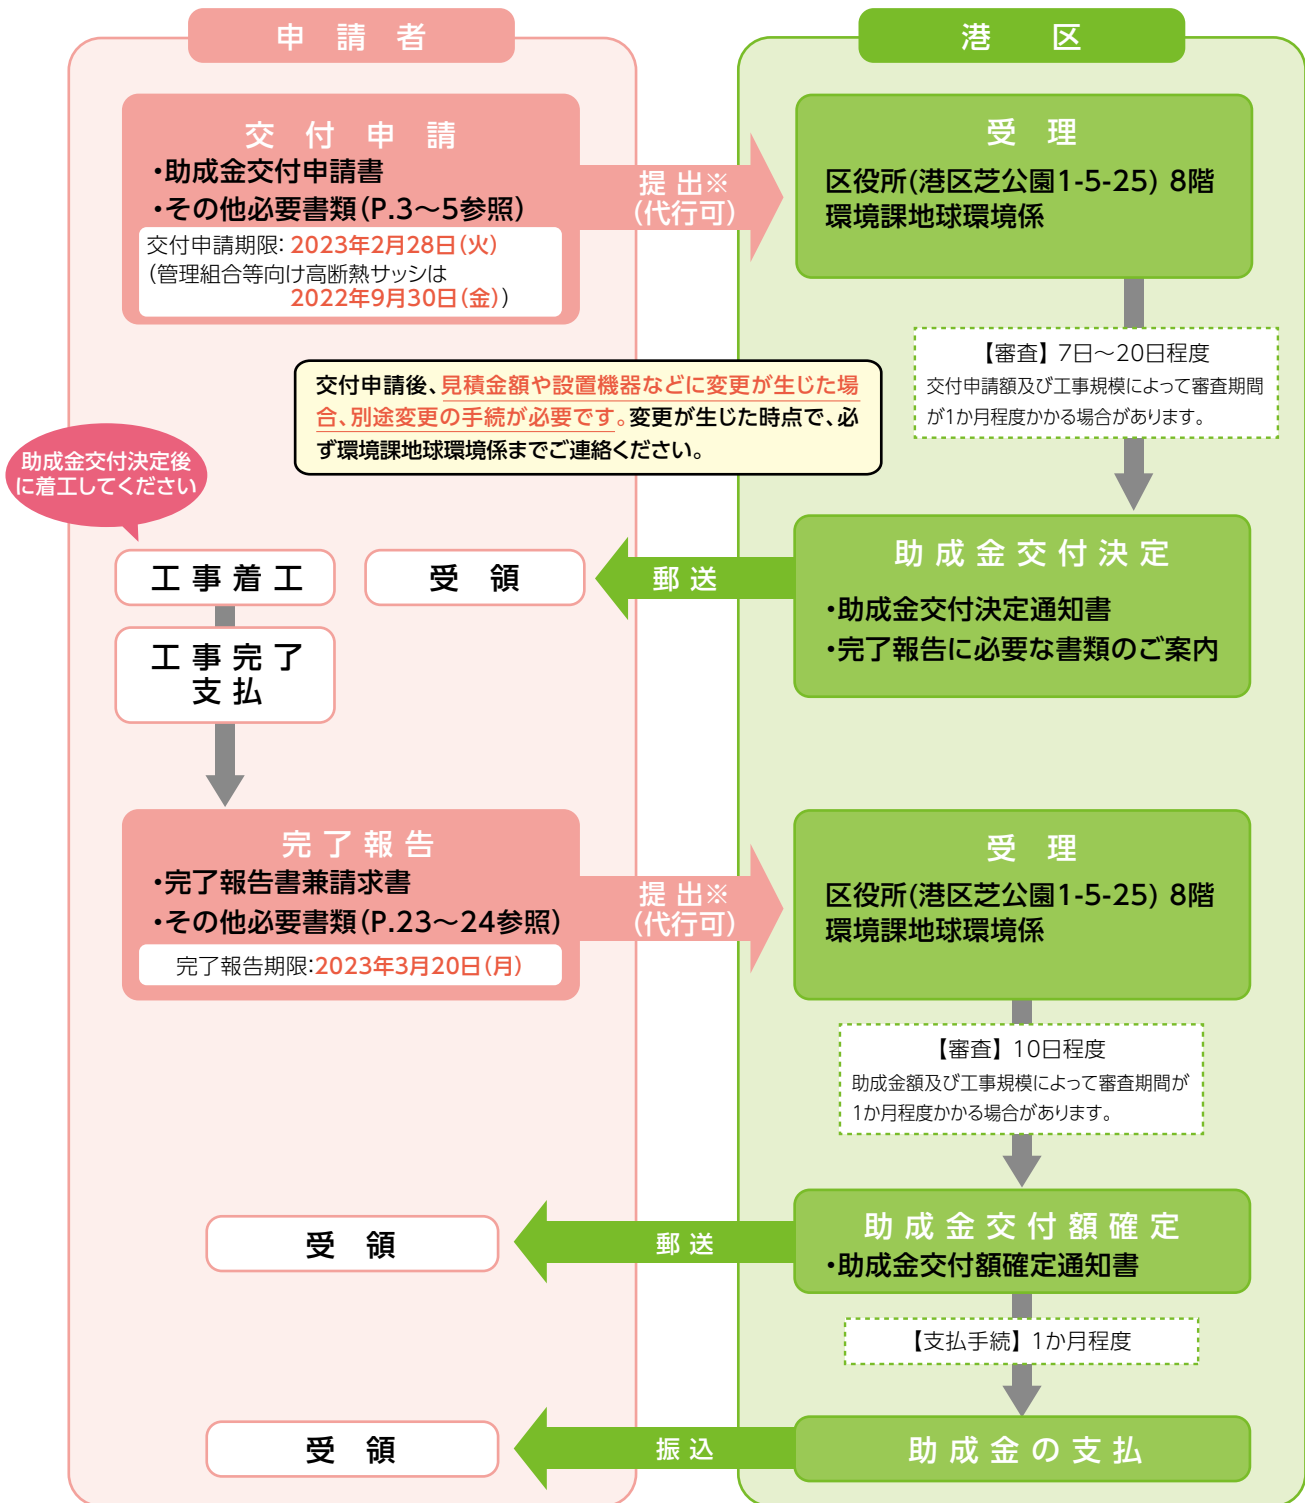 申請者
港区
交付申請
・助成金交付申請書
・その他必要書類(P.3～5参照)
交付申請期限:2023年2月28日(火)
(管理組合等向け高断熱サッシは
2022年9月30日(金))
提出※
(代行可)
受理
区役所(港区芝公園1-5-25) 8階
環境課地球環境係
【審査】7日～20日程度
交付申請額及び工事規模によって審査期間
が1か月程度かかる場合があります。
交付申請後、見積金額や設置機器などに変更が生じた場
合、別途変更の手続が必要です。変更が生じた時点で、必
ず環境課地球環境係までご連絡ください。
助成金交付決定後
に着工してください
工事着工
受領
郵送
助成金交付決定
・助成金交付決定通知書
・完了報告に必要な書類のご案内
工事完了
支払
完了報告
・完了報告書兼請求書
・その他必要書類(P.23～24参照)
完了報告期限:2023年3月20日(月)
提出※
(代行可)
受理
区役所(港区芝公園1-5-25) 8階
環境課地球環境係
【審査】10日程度
助成金額及び工事規模によって審査期間が
1か月程度かかる場合があります。
受領
郵送
助成金交付額確定
・助成金交付額確定通知書
【支払手続】1か月程度
受領
振込
助成金の支払